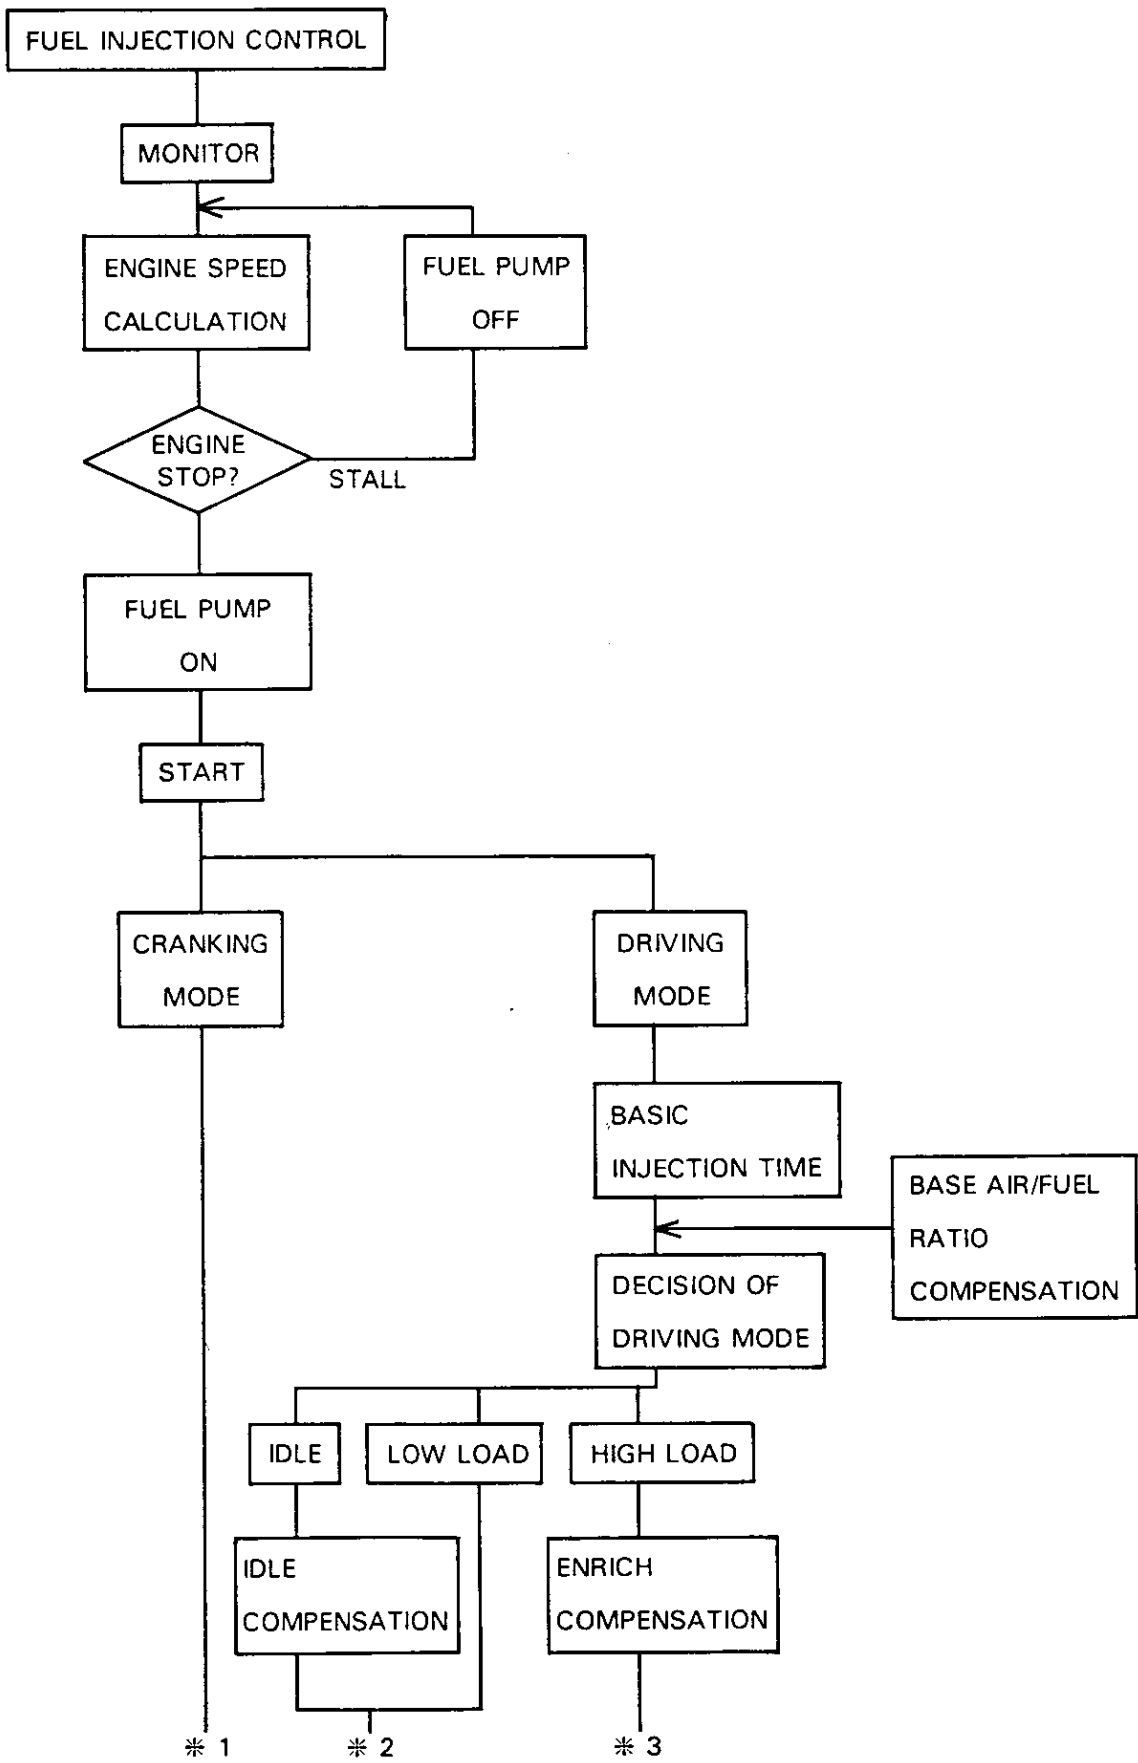 FUEL INJECTION CONTROL
MONITOR
ENGINE SPEED
CALCULATION
FUEL PUMP
OFF
ENGINE
STOP?
STALL
FUEL PUMP
ON
START
CRANKING
MODE
DRIVING
MODE
BASIC
INJECTION TIME
BASE AIR/FUEL
RATIO
COMPENSATION
DECISION OF
DRIVING MODE
IDLE
LOW LOAD
HIGH LOAD
IDLE
COMPENSATION
ENRICH
COMPENSATION
❋ 1
❋ 2
❋ 3